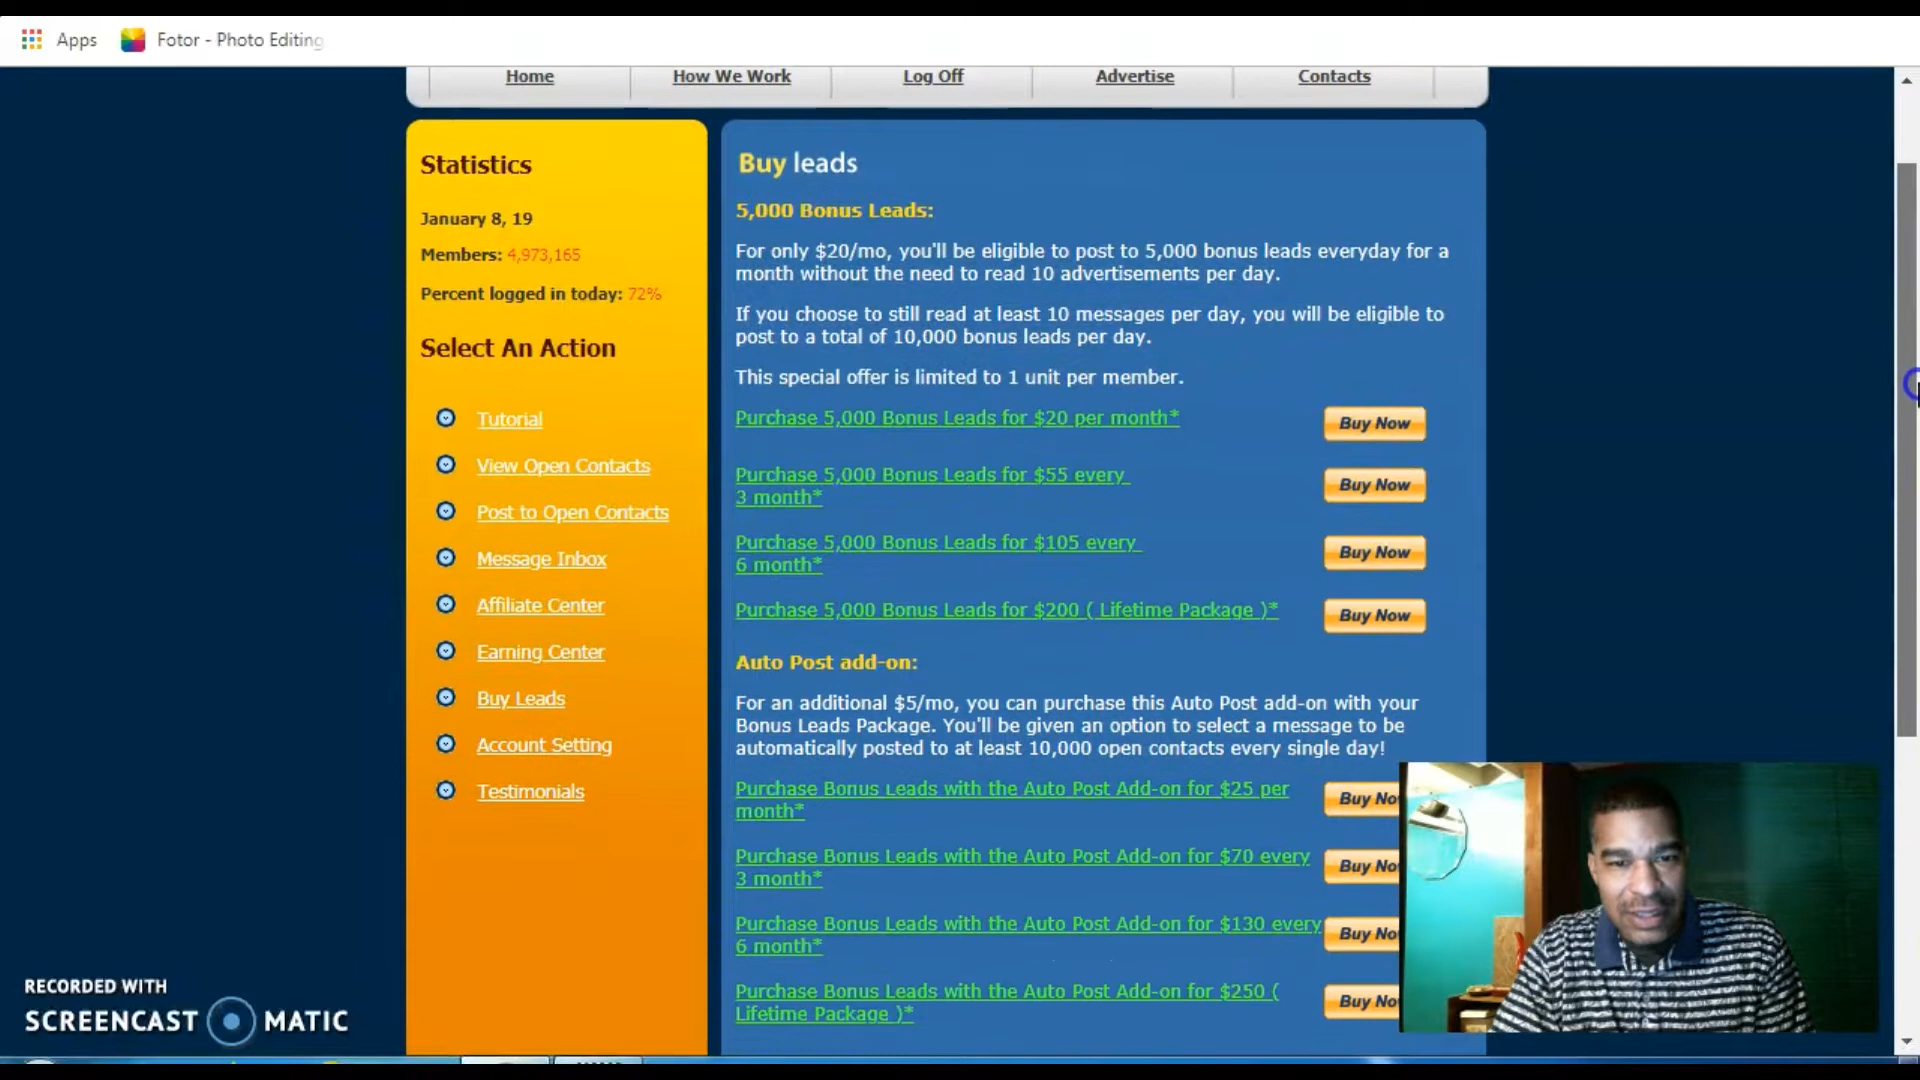 Apps
Fotor - Photo Editing
Home
How We Work
Log Off
Advertise
Contacts
Statistics
January 8, 19
Members: 4,973,165
Percent logged in today: 72%
Select An Action
Tutorial
View Open Contacts
Post to Open Contacts
Message Inbox
Affiliate Center
Earning Center
Buy Leads
Account Setting
Testimonials
Buy leads
5,000 Bonus Leads:
For only $20/mo, you'll be eligible to post to 5,000 bonus leads everyday for a
month without the need to read 10 advertisements per day.
If you choose to still read at least 10 messages per day, you will be eligible to
post to a total of 10,000 bonus leads per day.
This special offer is limited to 1 unit per member.
Purchase 5,000 Bonus Leads for $20 per month*
Buy Now
Purchase 5,000 Bonus Leads for $55 every
3 month*
Buy Now
Purchase 5,000 Bonus Leads for $105 every
6 month*
Buy Now
Purchase 5,000 Bonus Leads for $200 ( Lifetime Package )*
Buy Now
Auto Post add-on:
For an additional $5/mo, you can purchase this Auto Post add-on with your
Bonus Leads Package. You'll be given an option to select a message to be
automatically posted to at least 10,000 open contacts every single day!
Purchase Bonus Leads with the Auto Post Add-on for $25 per
month*
Buy No
Purchase Bonus Leads with the Auto Post Add-on for $70 every
3 month*
Buy No
Purchase Bonus Leads with the Auto Post Add-on for $130 every
6 month*
Buy No
Purchase Bonus Leads with the Auto Post Add-on for $250 (
Lifetime Package )*
Buy No
RECORDED WITH
SCREENCAST MATIC